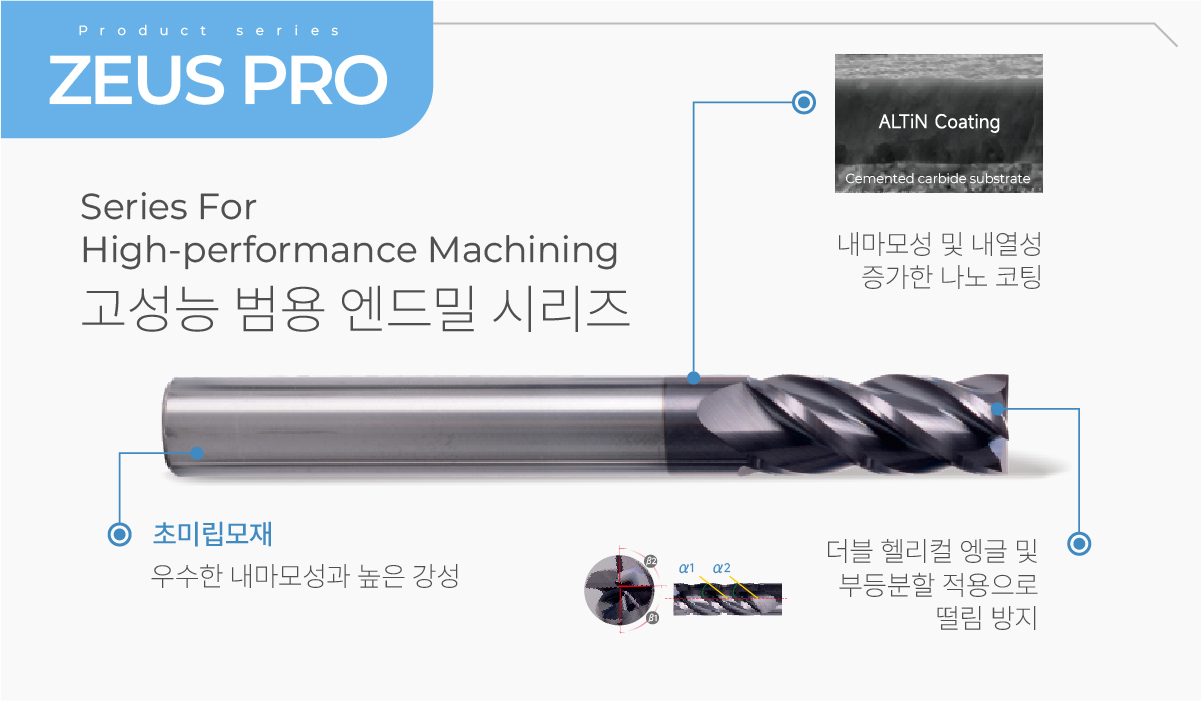 Product series
ZEUS PRO
Series For
High-performance Machining
고성능 범용 엔드밀 시리즈
ALTiN Coating
Cemented carbide substrate
내마모성 및 내열성
증가한 나노 코팅
초미립모재
우수한 내마모성과 높은 강성
β2
β1
α1 α2
더블 헬리컬 엥글 및
부등분할 적용으로
떨림 방지